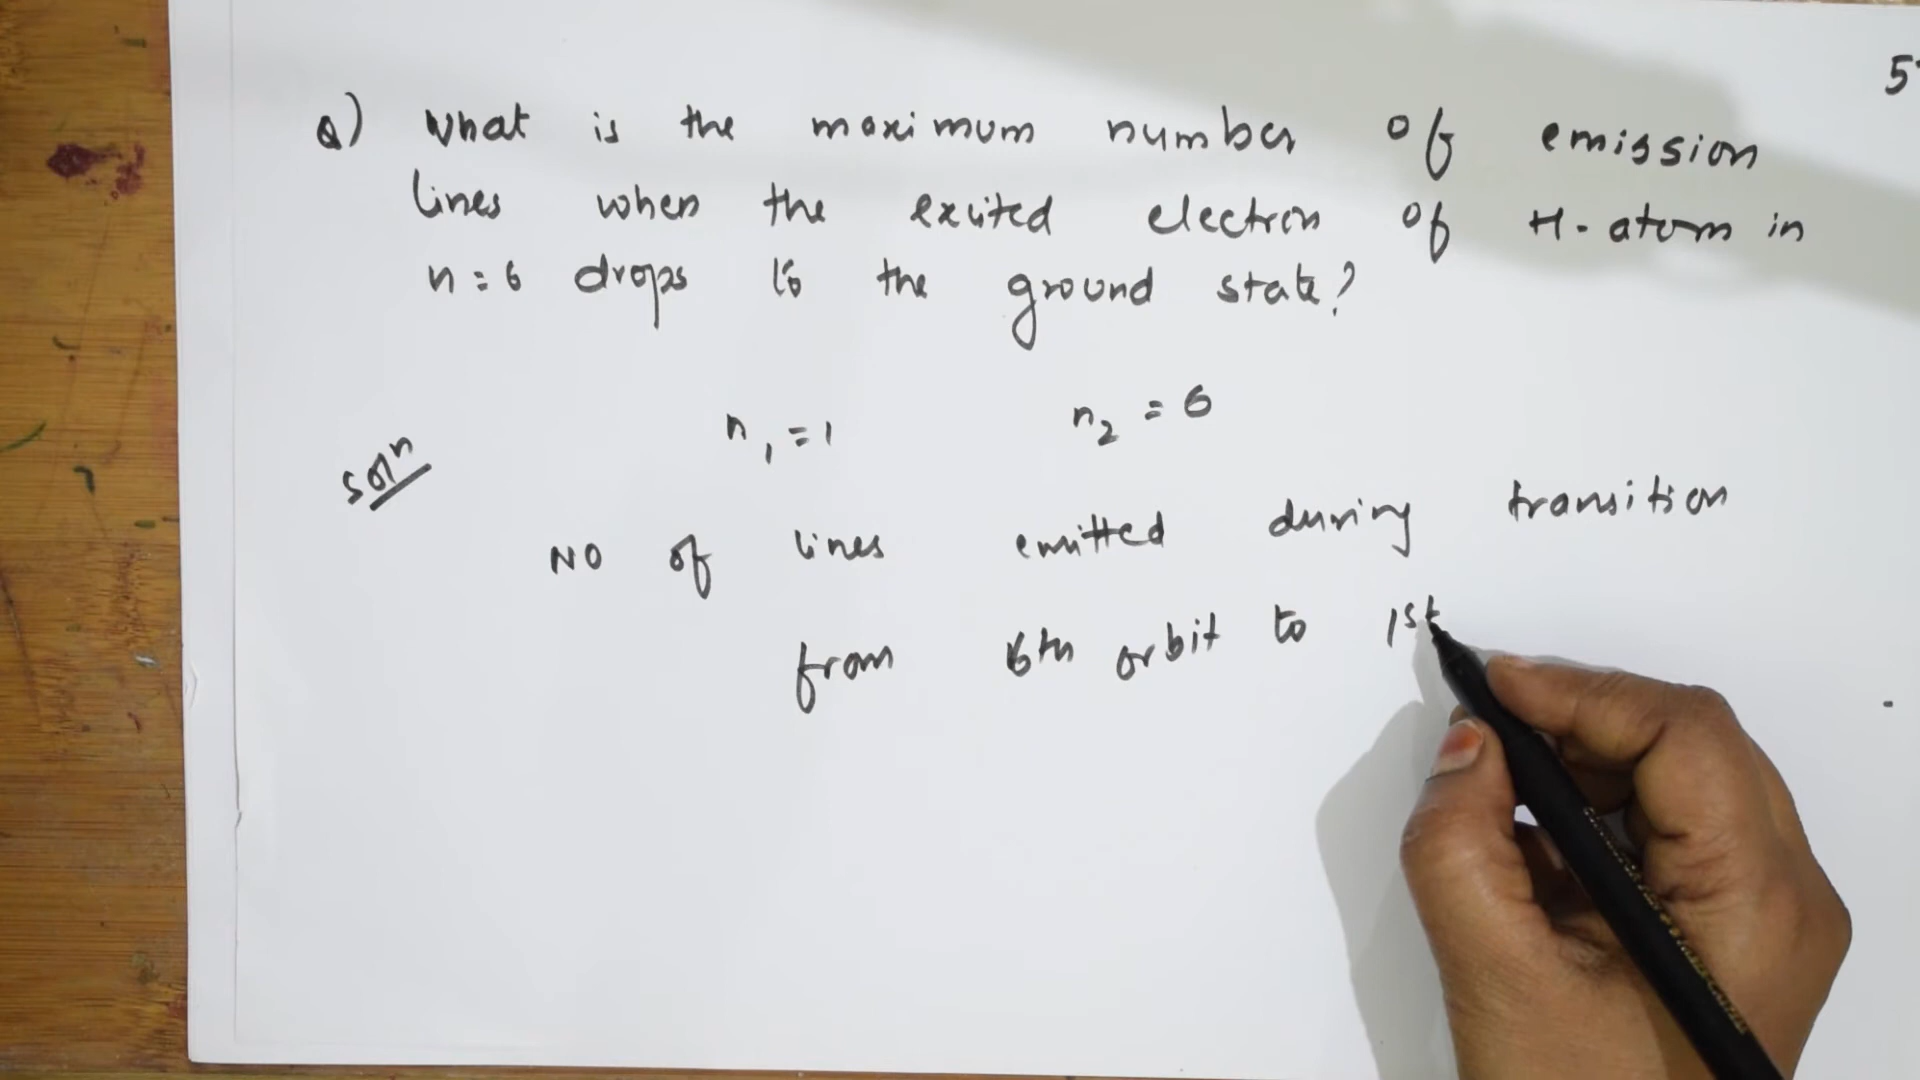 5
Q) What is the maximum number of emission
lines when the excited electron of H-atom in
n=6 drops to the ground state?
n₁=1 n₂=6
Solⁿ
NO of lines emitted during transition
from 6th orbit to 1st